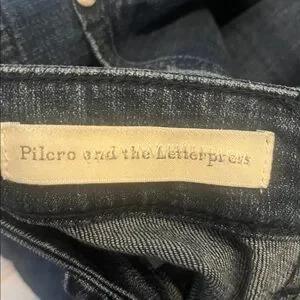 Pilcro and the Letterpress